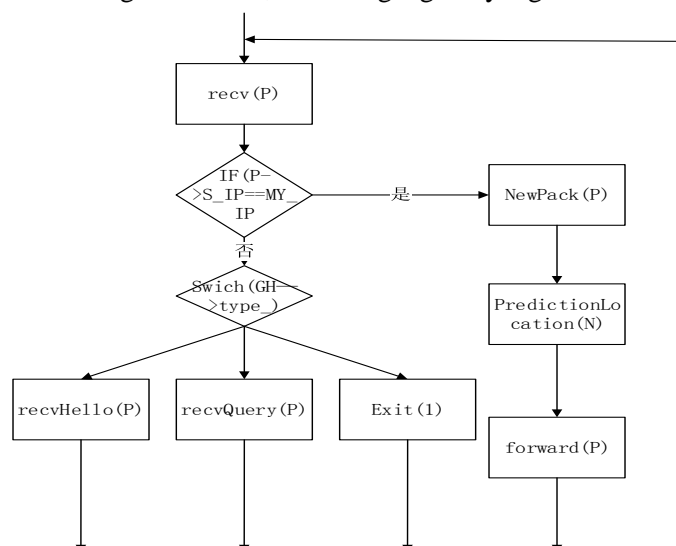 recv(P)
IF(P-
>S_IP==MY_
IP
是
NewPack(P)
否
Swich(GH-
>type_)
PredictionLo
cation(N)
recvHello(P)
recvQuery(P)
Exit(1)
forward(P)